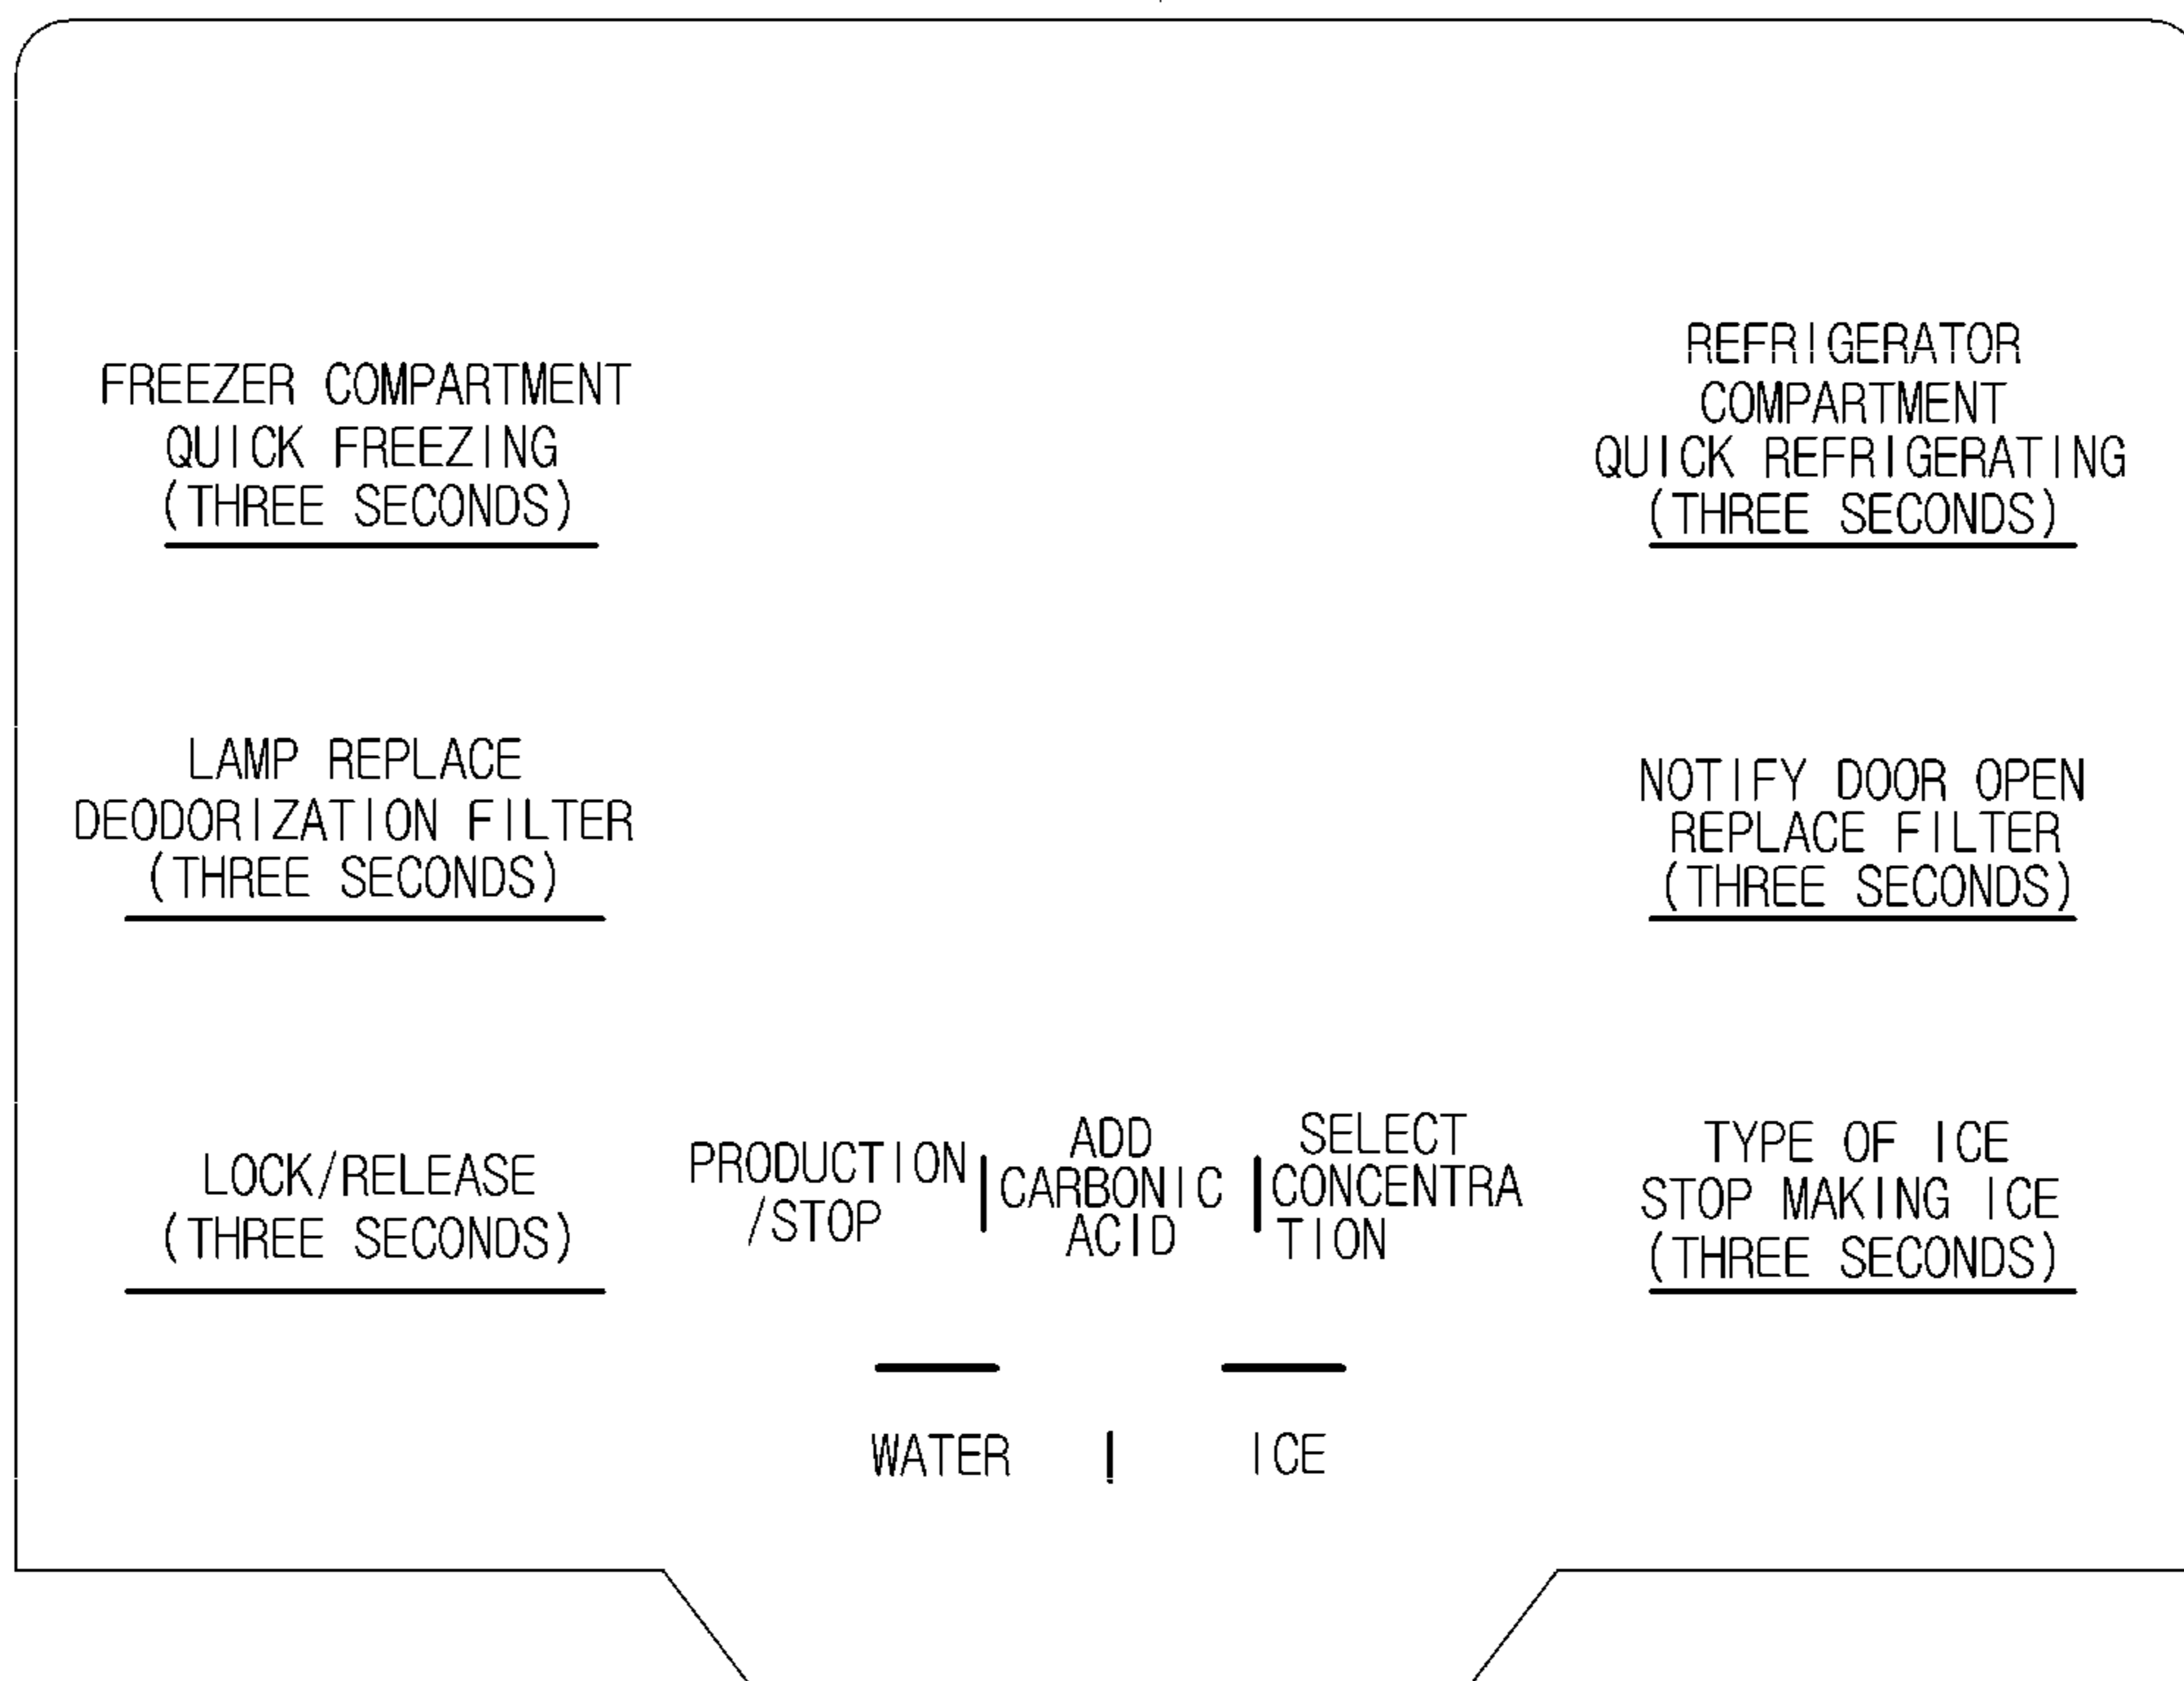 FREEZER COMPARTMENT
QUICK FREEZING
(THREE SECONDS)
REFRIGERATOR
COMPARTMENT
QUICK REFRIGERATING
(THREE SECONDS)
LAMP REPLACE
DEODORIZATION FILTER
(THREE SECONDS)
NOTIFY DOOR OPEN
REPLACE FILTER
(THREE SECONDS)
LOCK/RELEASE
(THREE SECONDS)
PRODUCTION
/STOP
ADD
CARBONIC
ACID
SELECT
CONCENTRA
TION
TYPE OF ICE
STOP MAKING ICE
(THREE SECONDS)
WATER | ICE